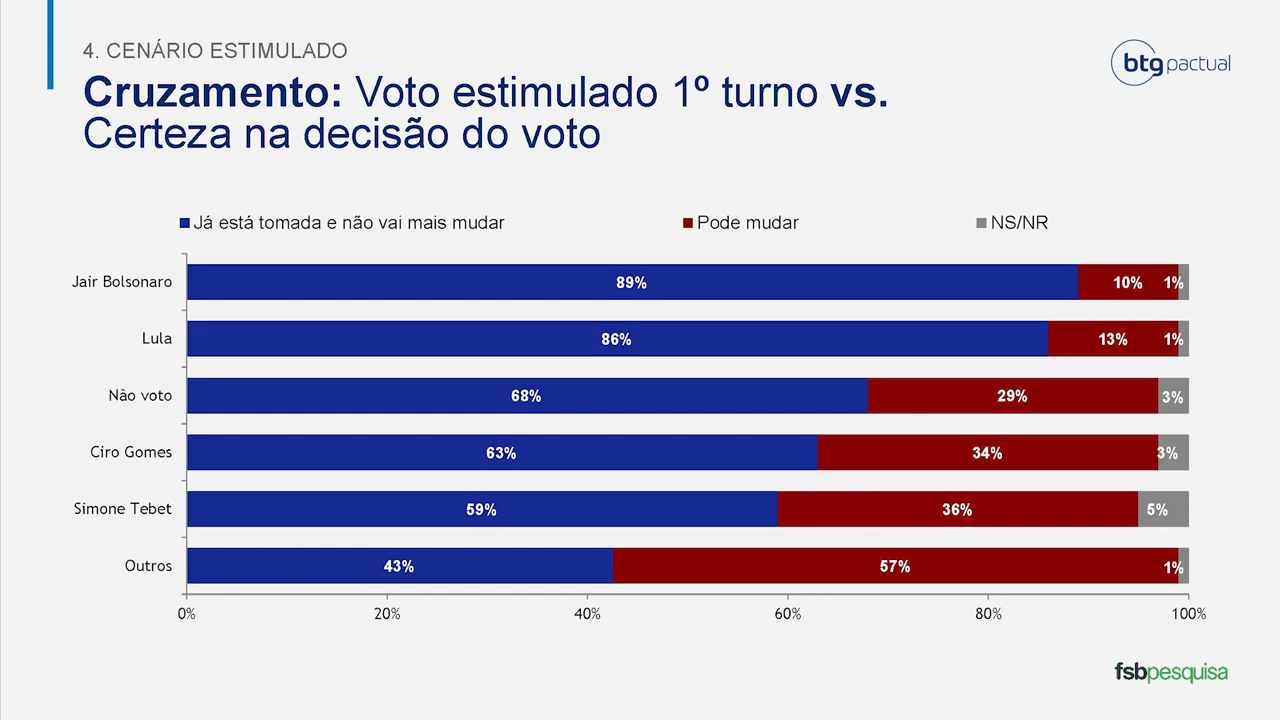 4. CENÁRIO ESTIMULADO
btgpactual
Cruzamento: Voto estimulado 1º turno vs.
Certeza na decisão do voto
Já está tomada e não vai mais mudar Pode mudar NS/NR
Jair Bolsonaro 89% 10% 1%
Lula 86% 13% 1%
Não voto 68% 29% 3%
Ciro Gomes 63% 34% 3%
Simone Tebet 59% 36% 5%
Outros 43% 57% 1%
0% 20% 40% 60% 80% 100%
fsbpesquisa